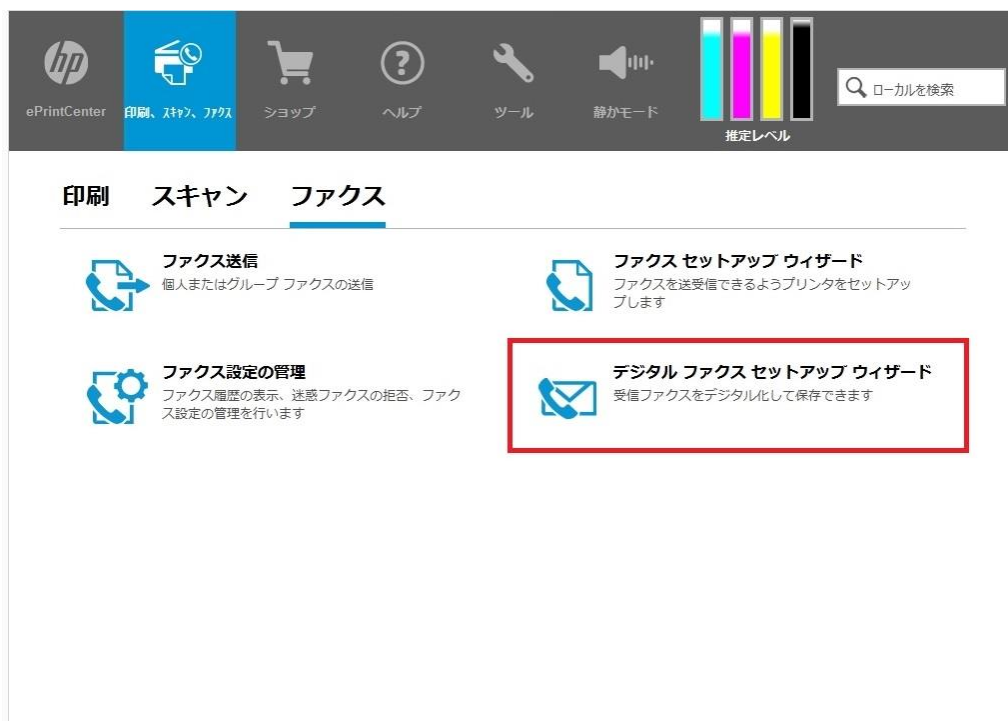 hp
ePrintCenter
印刷、スキャン、ファクス
ショップ
ヘルプ
ツール
静かモード
推定レベル
ローカルを検索
印刷 スキャン ファクス
ファクス送信
個人またはグループ ファクスの送信
ファクス セットアップ ウィザード
ファクスを送受信できるようプリンタをセットアッ
プします
ファクス設定の管理
ファクス履歴の表示、迷惑ファクスの拒否、ファク
ス設定の管理を行います
デジタル ファクス セットアップ ウィザード
受信ファクスをデジタル化して保存できます